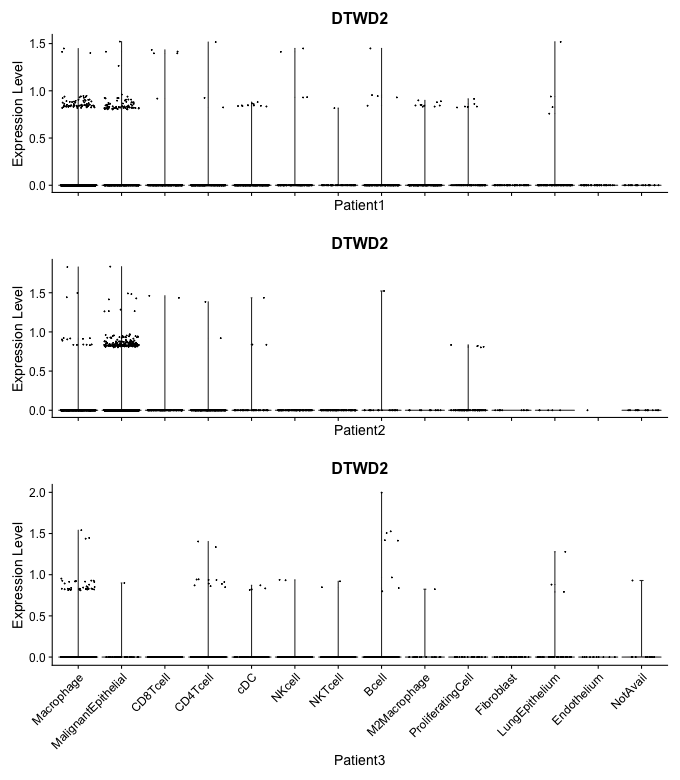 DTWD2
Expression Level
1.5
1.0
0.5
0.0
Patient1
DTWD2
Expression Level
1.5
1.0
0.5
0.0
Patient2
DTWD2
Expression Level
2.0
1.5
1.0
0.5
0.0
Macrophage
MalignantEpithelial
CD8Tcell
CD4Tcell
cDC
NKcell
NKTcell
Bcell
M2Macrophage
ProliferatingCell
Fibroblast
LungEpithelium
Endothelium
NotAvail
Patient3